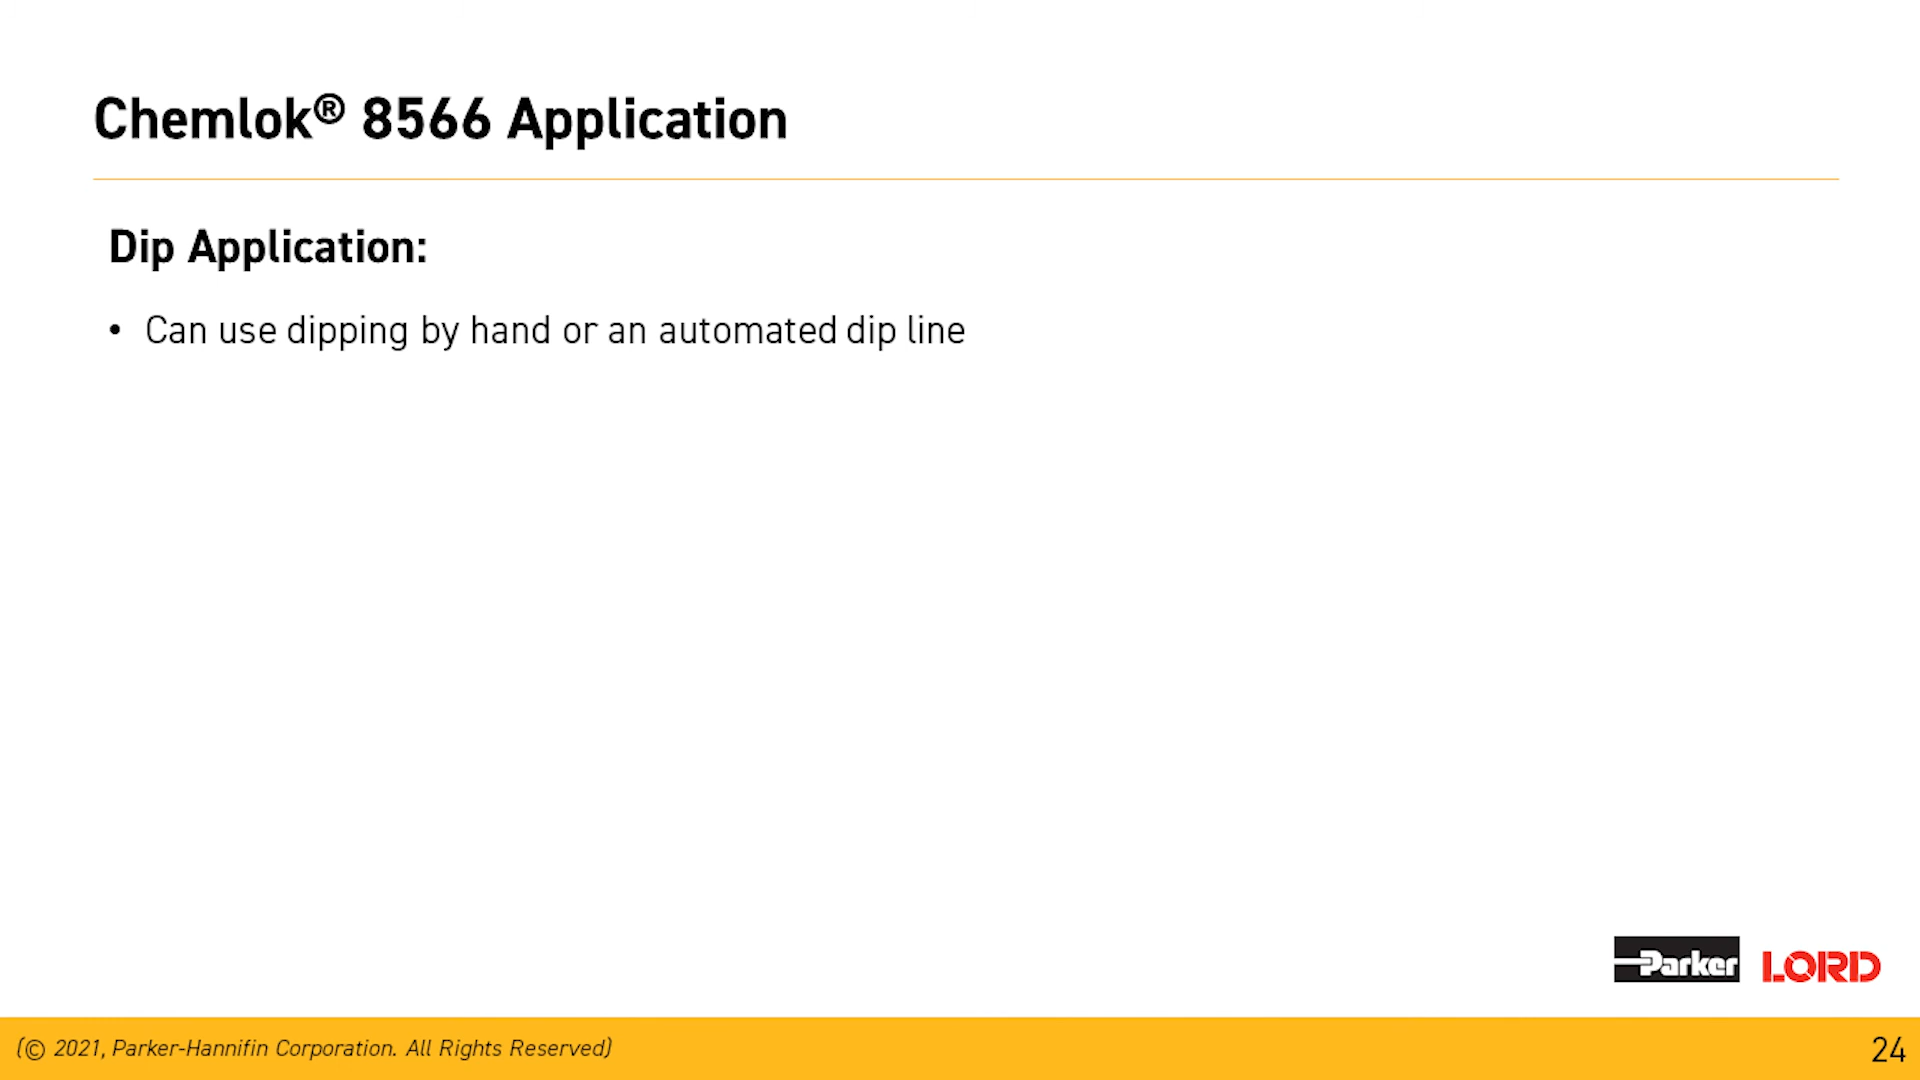 Chemlok® 8566 Application
Dip Application:
• Can use dipping by hand or an automated dip line
Parker LORD
(© 2021, Parker-Hannifin Corporation. All Rights Reserved)
24